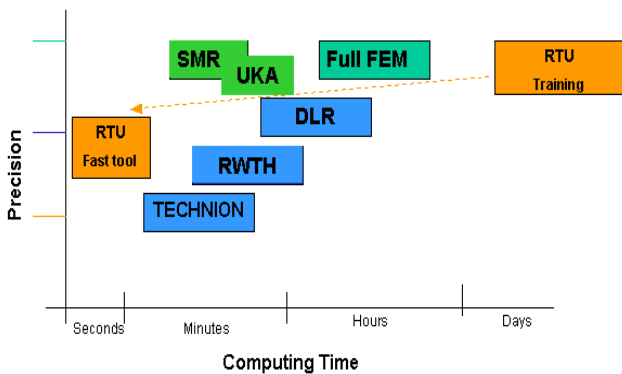 SMR
UKA
Full FEM
RTU
Training
DLR
RTU
Fast tool
RWTH
TECHNION
Precision
Seconds
Minutes
Hours
Days
Computing Time